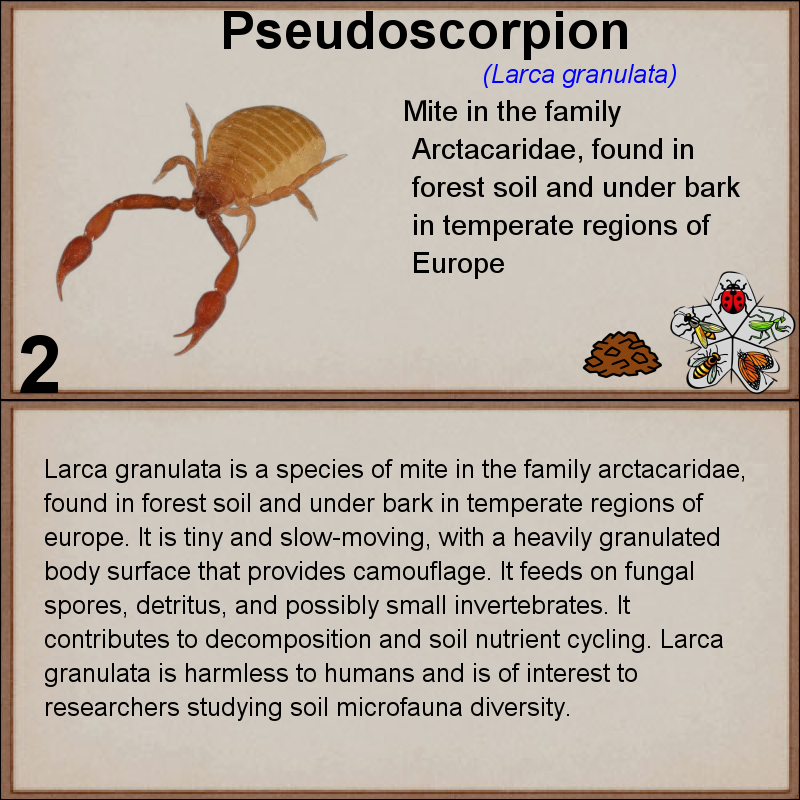 Pseudoscorpion
(Larca granulata)
Mite in the family
Arctacaridae, found in
forest soil and under bark
in temperate regions of
Europe
2
Larca granulata is a species of mite in the family arctacaridae,
found in forest soil and under bark in temperate regions of
europe. It is tiny and slow-moving, with a heavily granulated
body surface that provides camouflage. It feeds on fungal
spores, detritus, and possibly small invertebrates. It
contributes to decomposition and soil nutrient cycling. Larca
granulata is harmless to humans and is of interest to
researchers studying soil microfauna diversity.